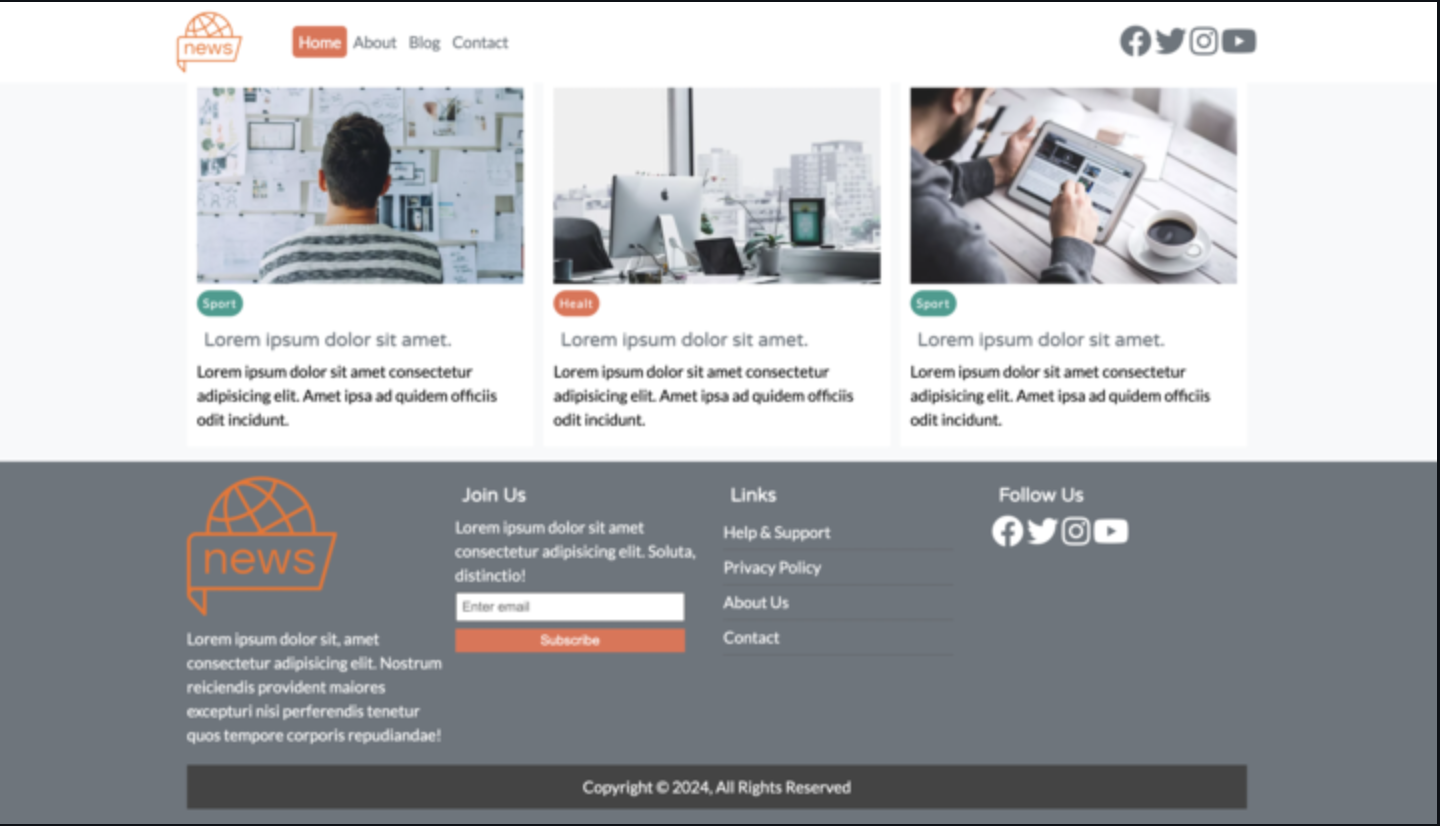 news
Home About Blog Contact
Sport
Lorem ipsum dolor sit amet.
Lorem ipsum dolor sit amet consectetur
adipisicing elit. Amet ipsa ad quidem officiis
odit incidunt.
Healt
Lorem ipsum dolor sit amet.
Lorem ipsum dolor sit amet consectetur
adipisicing elit. Amet ipsa ad quidem officiis
odit incidunt.
Sport
Lorem ipsum dolor sit amet.
Lorem ipsum dolor sit amet consectetur
adipisicing elit. Amet ipsa ad quidem officiis
odit incidunt.
news
Lorem ipsum dolor sit, amet
consectetur adipisicing elit. Nostrum
reiciendis provident maiores
excepturi nisi perferendis tenetur
quos tempore corporis repudiandae!
Join Us
Lorem ipsum dolor sit amet
consectetur adipisicing elit. Soluta,
distinctio!
Enter email
Subscribe
Links
Help & Support
Privacy Policy
About Us
Contact
Follow Us
Copyright © 2024, All Rights Reserved